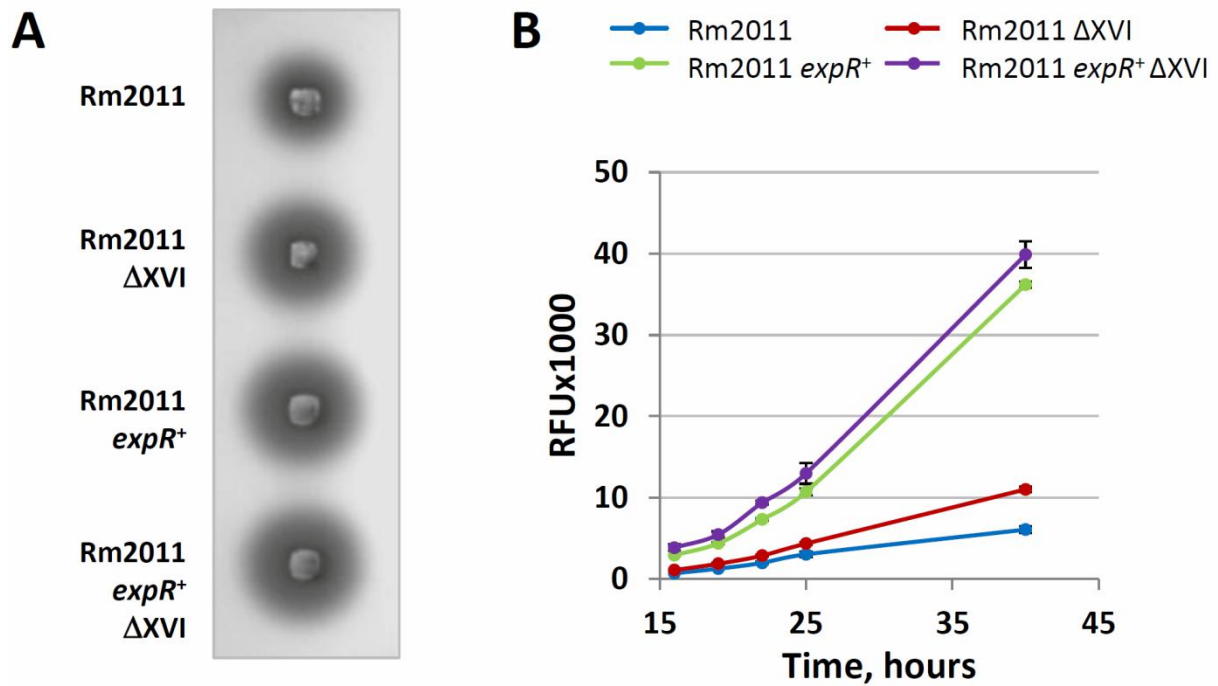 A
Rm2011
Rm2011
ΔXVI
Rm2011
expR⁺
Rm2011
expR⁺
ΔXVI
B
Rm2011
Rm2011 ΔXVI
Rm2011 expR⁺
Rm2011 expR⁺ ΔXVI
RFUx1000
50
40
30
20
10
0
15
25
35
45
Time, hours